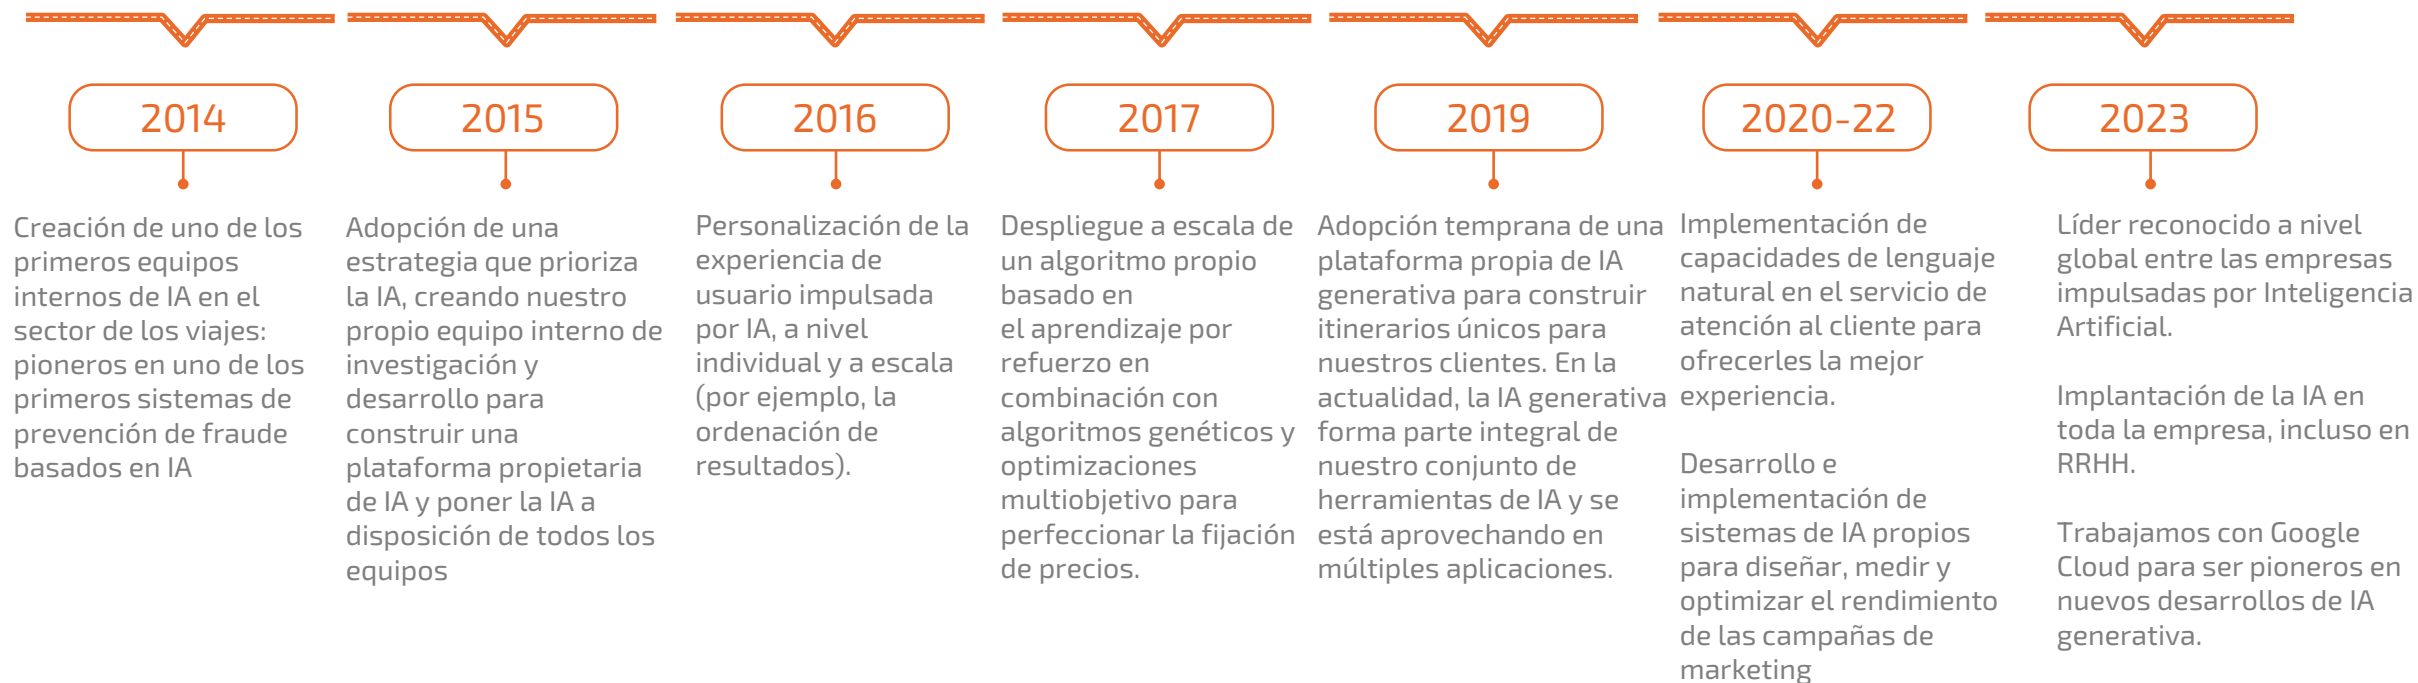 2014
Creación de uno de los
primeros equipos
internos de IA en el
sector de los viajes:
pioneros en uno de los
primeros sistemas de
prevención de fraude
basados en IA
2015
Adopción de una
estrategia que prioriza
la IA, creando nuestro
propio equipo interno de
investigación y
desarrollo para
construir una
plataforma propietaria
de IA y poner la IA a
disposición de todos los
equipos
2016
Personalización de la
experiencia de
usuario impulsada
por IA, a nivel
individual y a escala
(por ejemplo, la
ordenación de
resultados).
2017
Despliegue a escala de
un algoritmo propio
basado en
el aprendizaje por
refuerzo en
combinación con
algoritmos genéticos y
optimizaciones
multiobjetivo para
perfeccionar la fijación
de precios.
2019
Adopción temprana de una
plataforma propia de IA
generativa para construir
itinerarios únicos para
nuestros clientes. En la
actualidad, la IA generativa
forma parte integral de
nuestro conjunto de
herramientas de IA y se
está aprovechando en
múltiples aplicaciones.
2020-22
Implementación de
capacidades de lenguaje
natural en el servicio de
atención al cliente para
ofrecerles la mejor
experiencia.
Desarrollo e
implementación de
sistemas de IA propios
para diseñar, medir y
optimizar el rendimiento
de las campañas de
marketing
2023
Líder reconocido a nivel
global entre las empresas
impulsadas por Inteligencia
Artificial.
Implantación de la IA en
toda la empresa, incluso en
RRHH.
Trabajamos con Google
Cloud para ser pioneros en
nuevos desarrollos de IA
generativa.